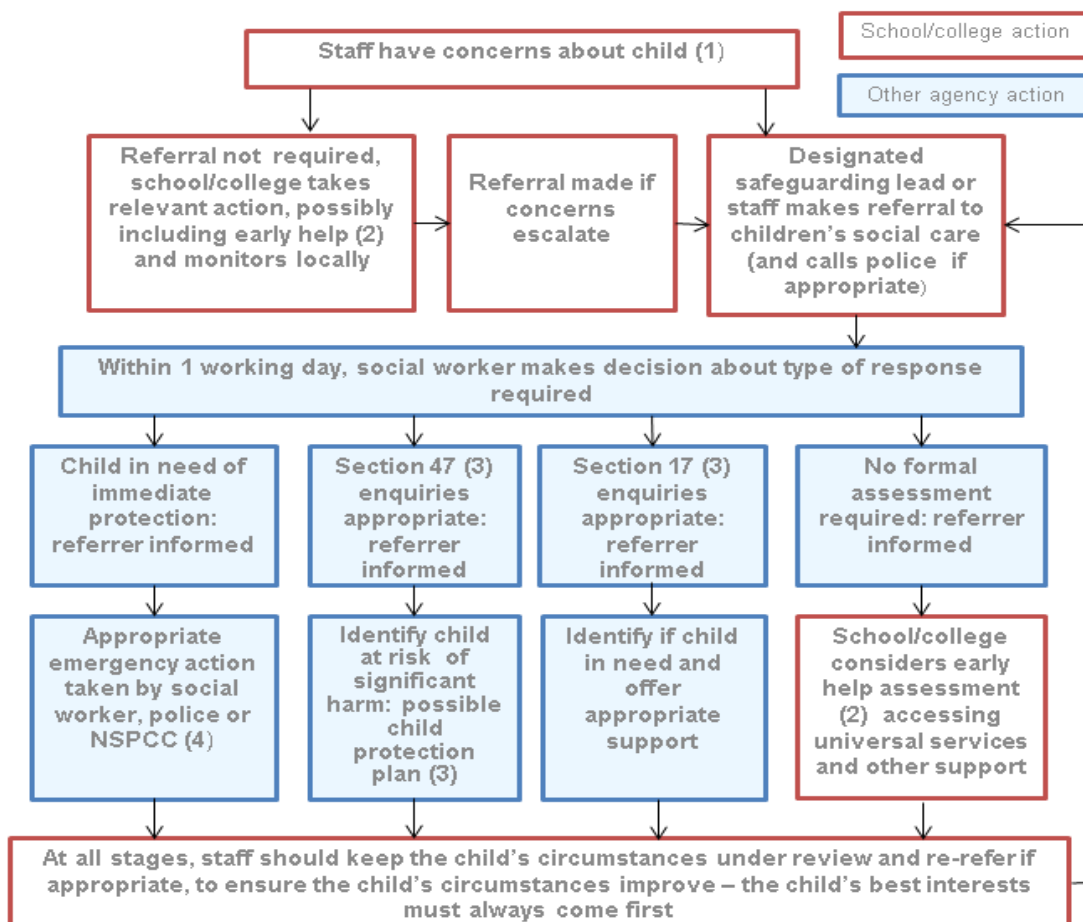 Staff have concerns about child (1)
School/college action
Other agency action
Referral not required,
school/college takes
relevant action, possibly
including early help (2)
and monitors locally
Referral made if
concerns
escalate
Designated
safeguarding lead or
staff makes referral to
children's social care
(and calls police if
appropriate)
Within 1 working day, social worker makes decision about type of response
required
Child in need of
immediate
protection:
referrer informed
Section 47 (3)
enquiries
appropriate:
referrer
informed
Section 17 (3)
enquiries
appropriate:
referrer
informed
No formal
assessment
required: referrer
informed
Appropriate
emergency action
taken by social
worker, police or
NSPCC (4)
Identify child
at risk of
significant
harm: possible
child
protection
plan (3)
Identify if child
in need and
offer
appropriate
support
School/college
considers early
help assessment
(2) accessing
universal services
and other support
At all stages, staff should keep the child's circumstances under review and re-refer if
appropriate, to ensure the child's circumstances improve – the child's best interests
must always come first